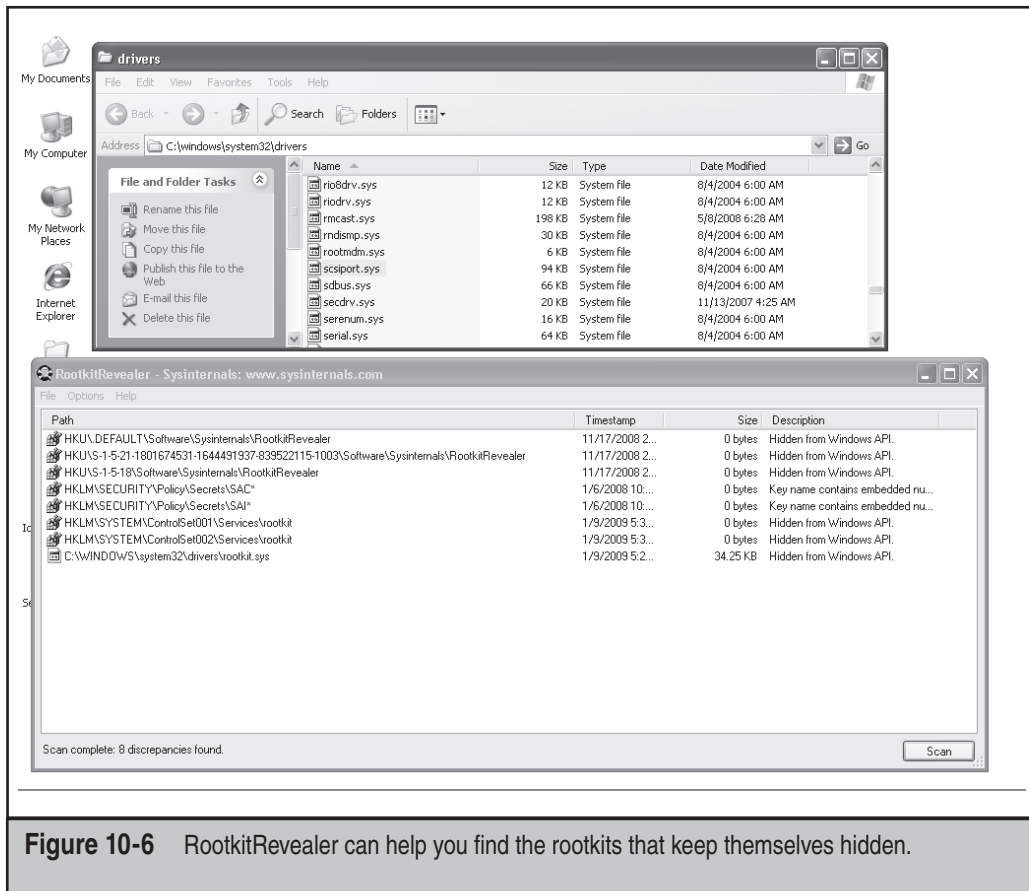 My Documents
My Computer
My Network
Places
Internet
Explorer
drivers
File Edit View Favorites Tools Help
Back Search Folders
Address C:\windows\system32\drivers Go
File and Folder Tasks
Rename this file
Move this file
Copy this file
Publish this file to the
Web
E-mail this file
Delete this file
Name Size Type Date Modified
rio8drv.sys 12 KB System file 8/4/2004 6:00 AM
riodrv.sys 12 KB System file 8/4/2004 6:00 AM
rmcast.sys 198 KB System file 5/8/2008 6:28 AM
rndismp.sys 30 KB System file 8/4/2004 6:00 AM
rootmdm.sys 6 KB System file 8/4/2004 6:00 AM
scsiport.sys 94 KB System file 8/4/2004 6:00 AM
sdbus.sys 66 KB System file 8/4/2004 6:00 AM
secdrv.sys 20 KB System file 11/13/2007 4:25 AM
serenum.sys 16 KB System file 8/4/2004 6:00 AM
serial.sys 64 KB System file 8/4/2004 6:00 AM
RootkitRevealer - Sysinternals: www.sysinternals.com
File Options Help
Path Timestamp Size Description
HKU\.DEFAULT\Software\Sysinternals\RootkitRevealer 11/17/2008 2... 0 bytes Hidden from Windows API.
HKU\S-1-5-21-1801674531-1644491937-839522115-1003\Software\Sysinternals\RootkitRevealer 11/17/2008 2... 0 bytes Hidden from Windows API.
HKU\S-1-5-18\Software\Sysinternals\RootkitRevealer 11/17/2008 2... 0 bytes Hidden from Windows API.
HKLM\SECURITY\Policy\Secrets\SAC* 1/6/2008 10:... 0 bytes Key name contains embedded nu...
HKLM\SECURITY\Policy\Secrets\SAI* 1/6/2008 10:... 0 bytes Key name contains embedded nu...
HKLM\SYSTEM\ControlSet001\Services\rootkit 1/9/2009 5:3... 0 bytes Hidden from Windows API.
HKLM\SYSTEM\ControlSet002\Services\rootkit 1/9/2009 5:3... 0 bytes Hidden from Windows API.
C:\WINDOWS\system32\drivers\rootkit.sys 1/9/2009 5:2... 34.25 KB Hidden from Windows API.
Scan complete: 8 discrepancies found. Scan
Figure 10-6 RootkitRevealer can help you find the rootkits that keep themselves hidden.